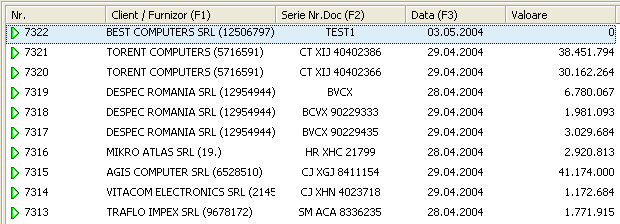 Nr. Client / Furnizor (F1) Serie Nr.Doc (F2) Data (F3) Valoare
7322 BEST COMPUTERS SRL (12506797) TEST1 03.05.2004 0
7321 TORENT COMPUTERS (5716591) CT XIJ 40402386 29.04.2004 38.451.794
7320 TORENT COMPUTERS (5716591) CT XIJ 40402366 29.04.2004 30.162.264
7319 DESPEC ROMANIA SRL (12954944) BVCX 28.04.2004 6.780.067
7318 DESPEC ROMANIA SRL (12954944) BCVX 90229333 29.04.2004 1.981.093
7317 DESPEC ROMANIA SRL (12954944) BCVX 90229435 29.04.2004 3.029.684
7316 MIKRO ATLAS SRL (19.) HR XHC 21799 28.04.2004 2.920.813
7315 AGIS COMPUTER SRL (6528510) CJ XGJ 8411154 29.04.2004 41.174.000
7314 VITACOM ELECTRONICS SRL (2145 CJ XHN 4023718 29.04.2004 1.172.684
7313 TRAFLO IMPEX SRL (9678172) SM ACA 8336235 28.04.2004 1.771.915